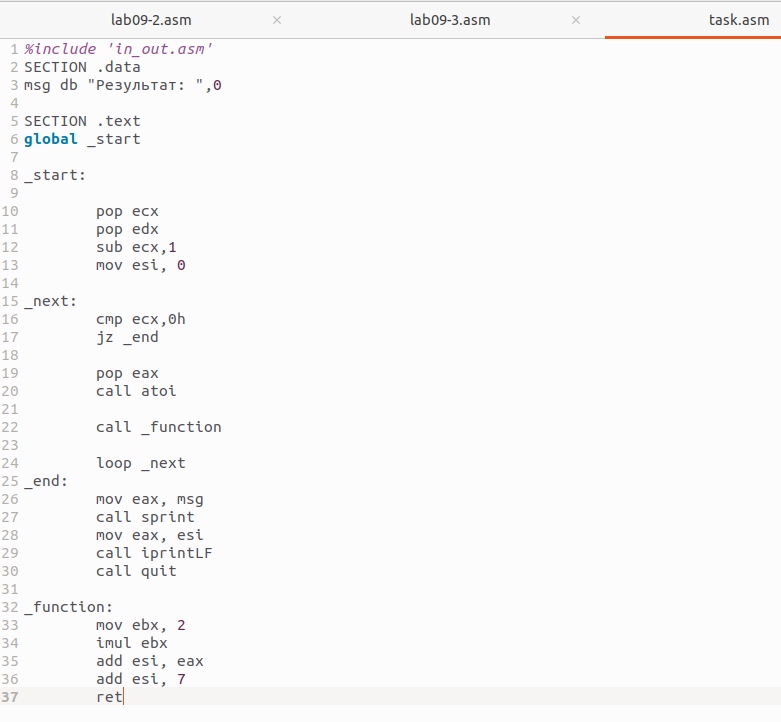 lab09-2.asm × lab09-3.asm × task.asm
1 %include 'in_out.asm'
2 SECTION .data
3 msg db "Результат: ",0
4
5 SECTION .text
6 global _start
7
8 _start:
9
10 pop ecx
11 pop edx
12 sub ecx,1
13 mov esi, 0
14
15 _next:
16 cmp ecx,0h
17 jz _end
18
19 pop eax
20 call atoi
21
22 call _function
23
24 loop _next
25 _end:
26 mov eax, msg
27 call sprint
28 mov eax, esi
29 call iprintLF
30 call quit
31
32 _function:
33 mov ebx, 2
34 imul ebx
35 add esi, eax
36 add esi, 7
37 ret